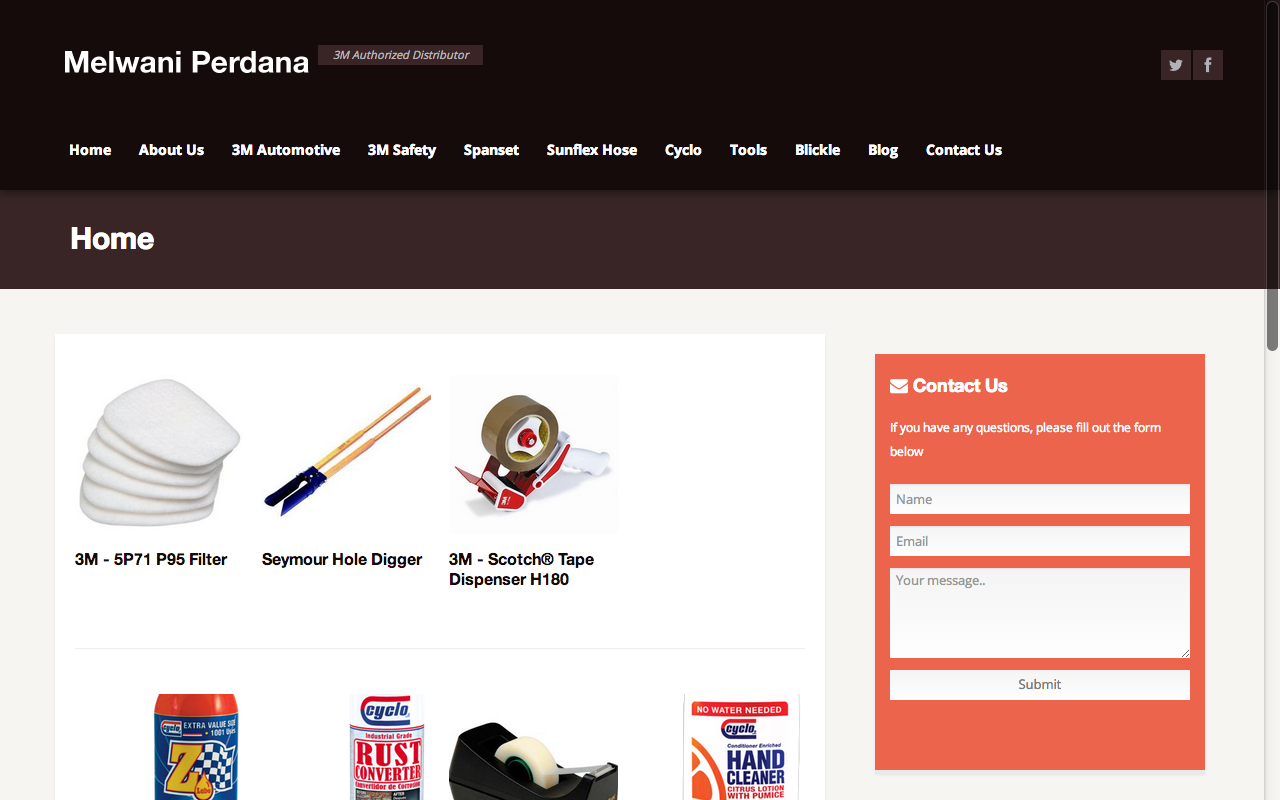 Melwani Perdana
3M Authorized Distributor
Home
About Us
3M Automotive
3M Safety
Spanset
Sunflex Hose
Cyclo
Tools
Blickle
Blog
Contact Us
Home
3M - 5P71 P95 Filter
Seymour Hole Digger
3M - Scotch® Tape
Dispenser H180
Contact Us
If you have any questions, please fill out the form
below
Name
Email
Your message..
Submit
cyclo
EXTRA VALUE SIZE
• 1001 Uses
Z
Lube
cyclo
Industrial Grade
RUST
CONVERTER
Convertidor de Corrosión
NO WATER NEEDED
cyclo
Conditioner Enriched
HAND
CLEANER
CITRUS LOTION
WITH PUMICE